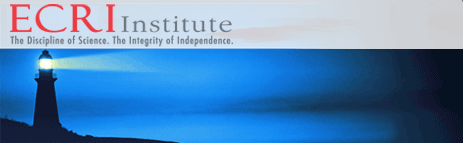 ECRI Institute
The Discipline of Science. The Integrity of Independence.